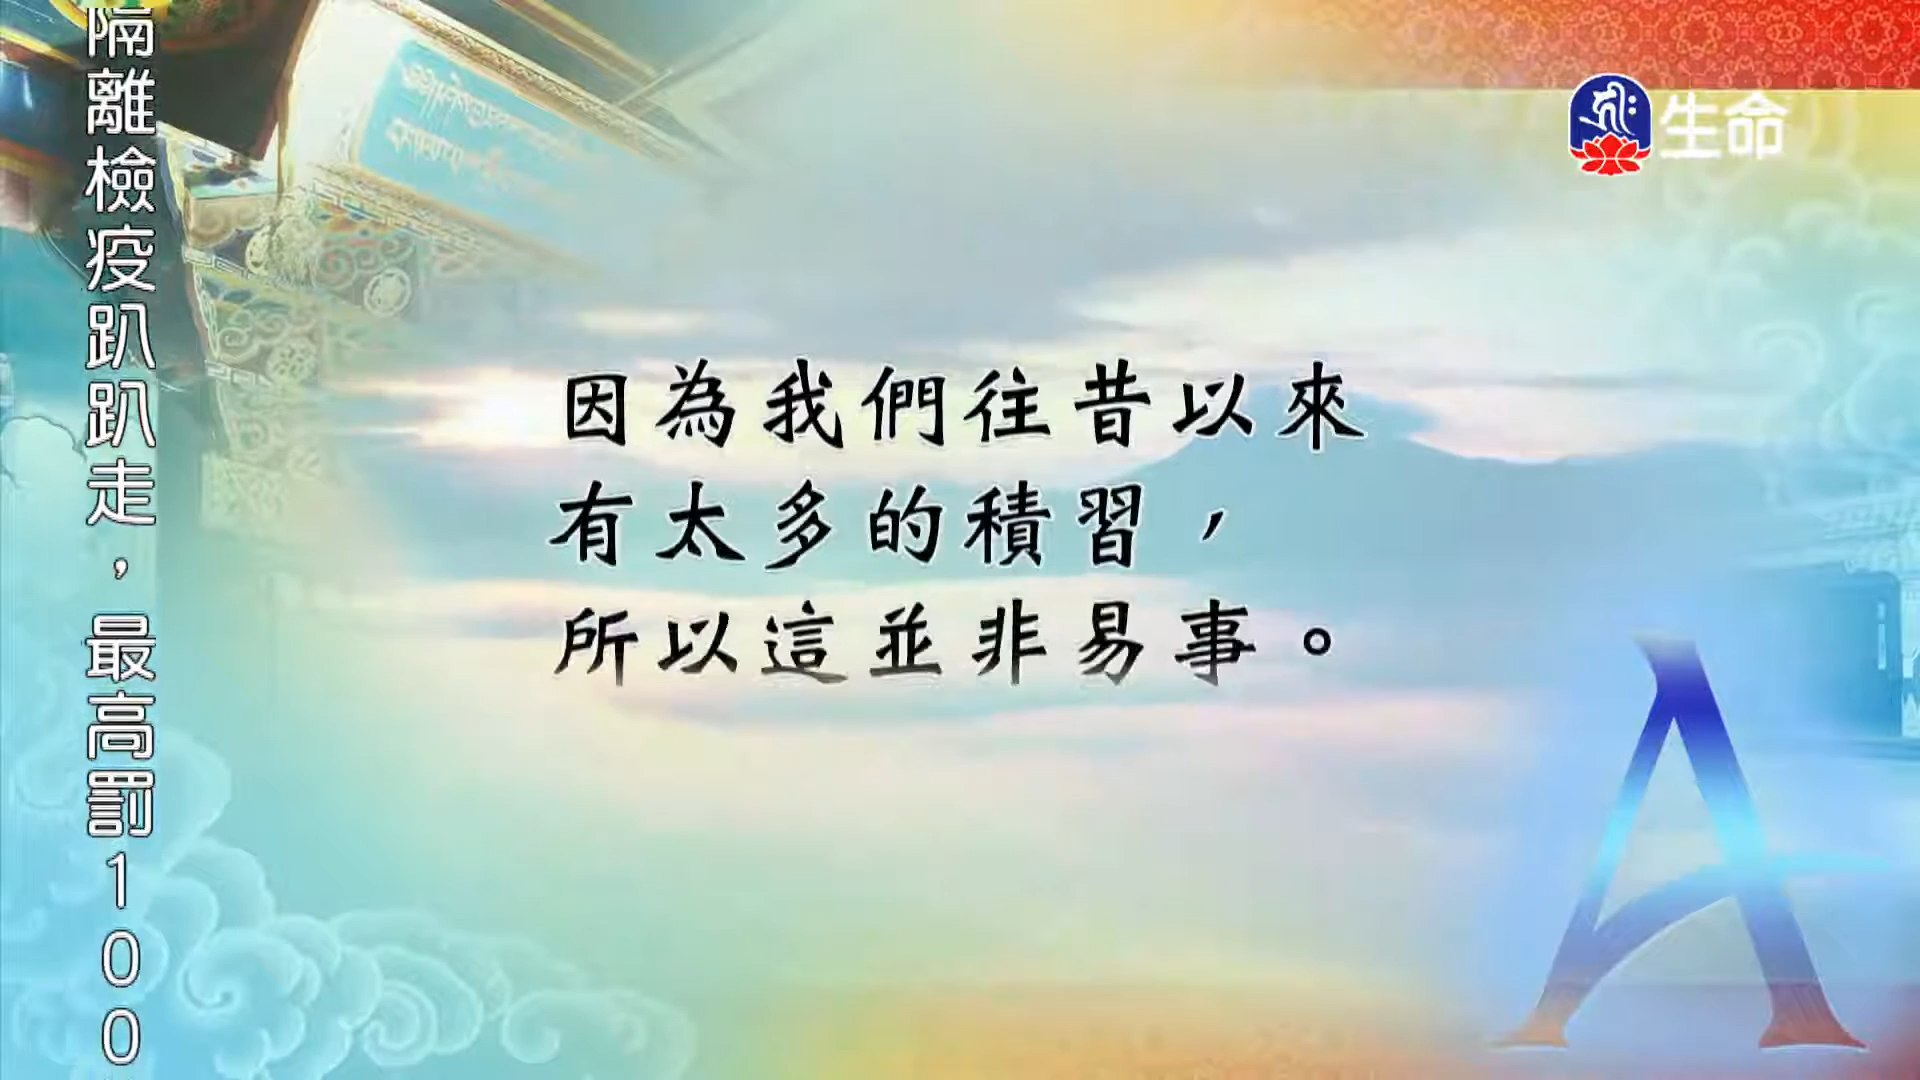 隔離檢疫趴趴走，最高罰100
生命
因為我們往昔以來
有太多的積習，
所以這並非易事。
A